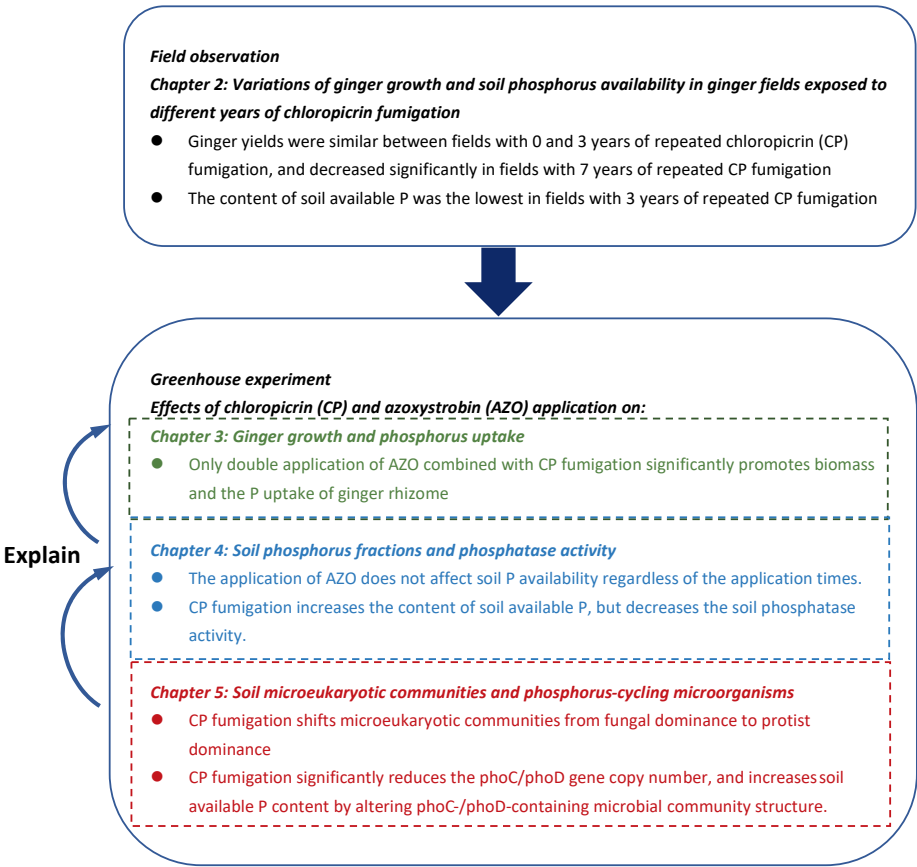 Field observation
Chapter 2: Variations of ginger growth and soil phosphorus availability in ginger fields exposed to
different years of chloropicrin fumigation
● Ginger yields were similar between fields with 0 and 3 years of repeated chloropicrin (CP)
fumigation, and decreased significantly in fields with 7 years of repeated CP fumigation
● The content of soil available P was the lowest in fields with 3 years of repeated CP fumigation
Greenhouse experiment
Effects of chloropicrin (CP) and azoxystrobin (AZO) application on:
Chapter 3: Ginger growth and phosphorus uptake
● Only double application of AZO combined with CP fumigation significantly promotes biomass
and the P uptake of ginger rhizome
Explain
Chapter 4: Soil phosphorus fractions and phosphatase activity
● The application of AZO does not affect soil P availability regardless of the application times.
● CP fumigation increases the content of soil available P, but decreases the soil phosphatase
activity.
Chapter 5: Soil microeukaryotic communities and phosphorus-cycling microorganisms
● CP fumigation shifts microeukaryotic communities from fungal dominance to protist
dominance
● CP fumigation significantly reduces the phoC/phoD gene copy number, and increases soil
available P content by altering phoC-/phoD-containing microbial community structure.